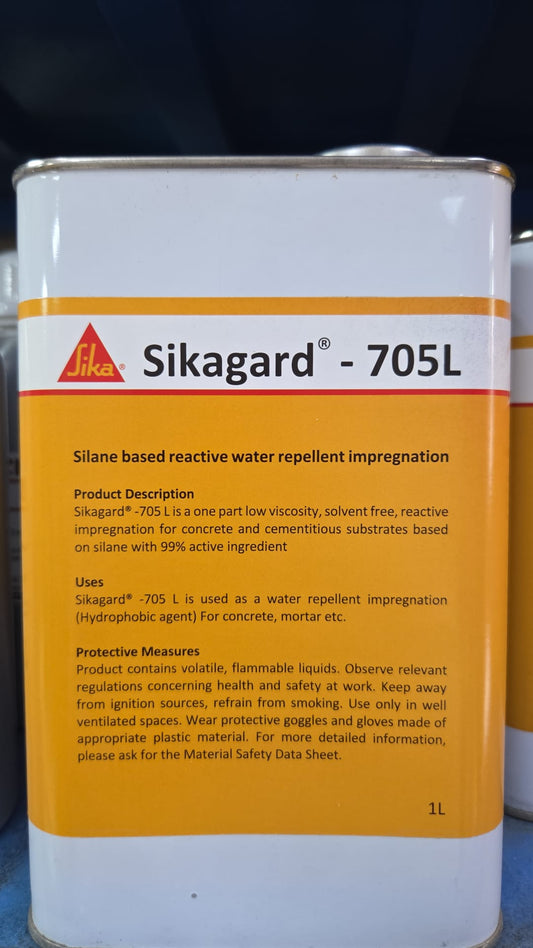 Sika®
Sikagard® - 705L
Silane based reactive water repellent impregnation
Product Description
Sikagard® -705 L is a one part low viscosity, solvent free, reactive
impregnation for concrete and cementitious substrates based
on silane with 99% active ingredient
Uses
Sikagard® -705 L is used as a water repellent impregnation
(Hydrophobic agent) For concrete, mortar etc.
Protective Measures
Product contains volatile, flammable liquids. Observe relevant
regulations concerning health and safety at work. Keep away
from ignition sources, refrain from smoking. Use only in well
ventilated spaces. Wear protective goggles and gloves made of
appropriate plastic material. For more detailed information,
please ask for the Material Safety Data Sheet.
1L